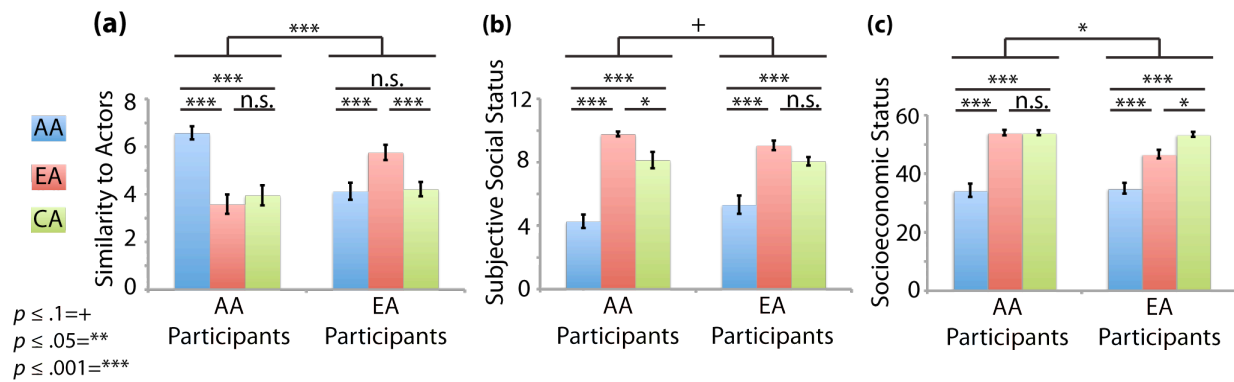 AA
EA
CA
p ≤ .1=+
p ≤ .05=**
p ≤ .001=***
(a)
***
***
n.s.
***
n.s.
***
***
Similarity to Actors
8
6
4
2
0
AA
Participants
EA
Participants
(b)
+
***
***
***
*
***
n.s.
Subjective Social Status
12
8
4
0
AA
Participants
EA
Participants
(c)
*
***
***
***
n.s.
***
*
Socioeconomic Status
60
40
20
0
AA
Participants
EA
Participants